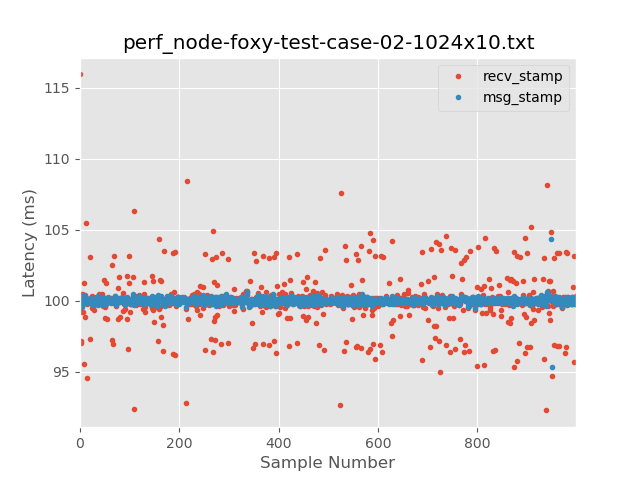 perf_node-foxy-test-case-02-1024x10.txt
recv_stamp
msg_stamp
115
110
105
100
95
Latency (ms)
0
200
400
600
800
Sample Number